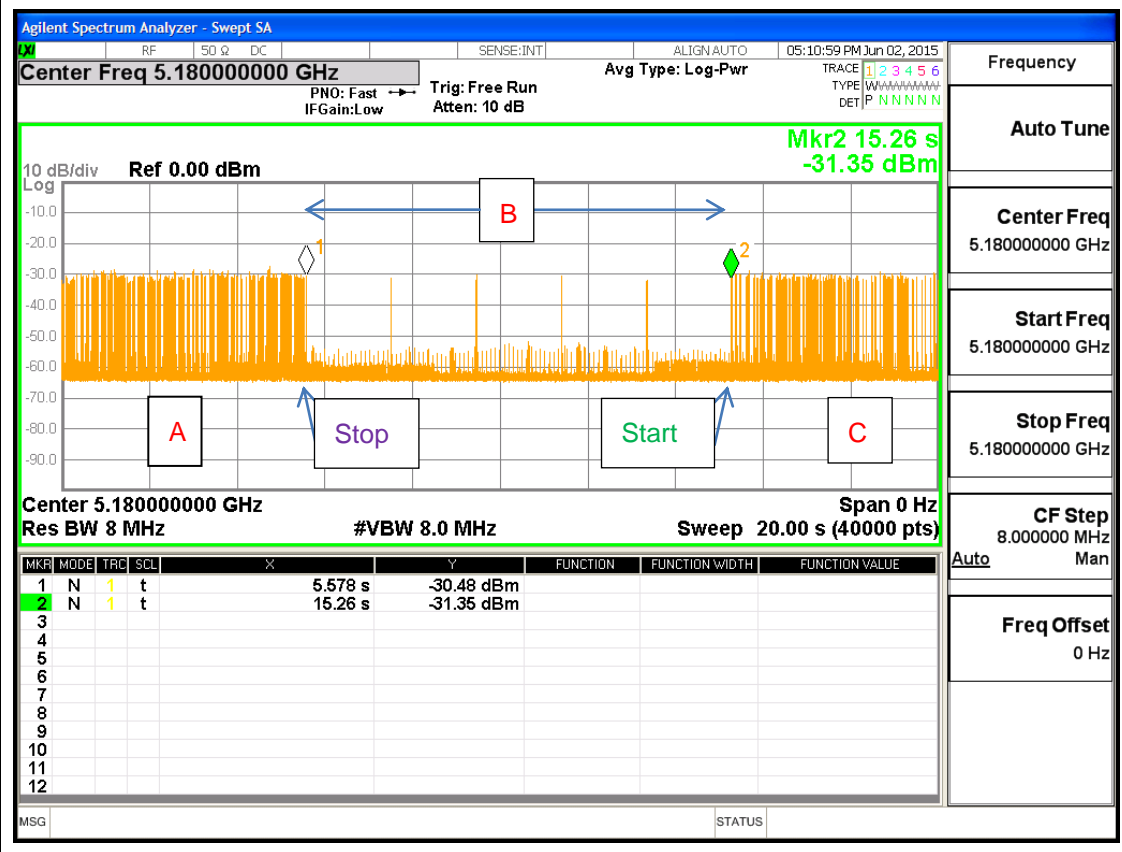 Agilent Spectrum Analyzer - Swept SA
LXI RF 50 Ω DC SENSE:INT ALIGN AUTO 05:10:59 PM Jun 02, 2015
Center Freq 5.180000000 GHz
PNO: Fast
IFGain:Low
Trig: Free Run
Atten: 10 dB
Avg Type: Log-Pwr
TRACE 1 2 3 4 5 6
TYPE WWWWWW
DET P N N N N N
Frequency
Auto Tune
Center Freq
5.180000000 GHz
Start Freq
5.180000000 GHz
Stop Freq
5.180000000 GHz
CF Step
8.000000 MHz
Auto Man
Freq Offset
0 Hz
Mkr2 15.26 s
-31.35 dBm
10 dB/div Ref 0.00 dBm
Log
-10.0
-20.0
-30.0
-40.0
-50.0
-60.0
-70.0
-80.0
-90.0
B
1
2
A
Stop
Start
C
Center 5.180000000 GHz Span 0 Hz
Res BW 8 MHz #VBW 8.0 MHz Sweep 20.00 s (40000 pts)
MKR MODE TRC SCL X Y FUNCTION FUNCTION WIDTH FUNCTION VALUE
1 N 1 t 5.578 s -30.48 dBm
2 N 1 t 15.26 s -31.35 dBm
3
4
5
6
7
8
9
10
11
12
MSG STATUS